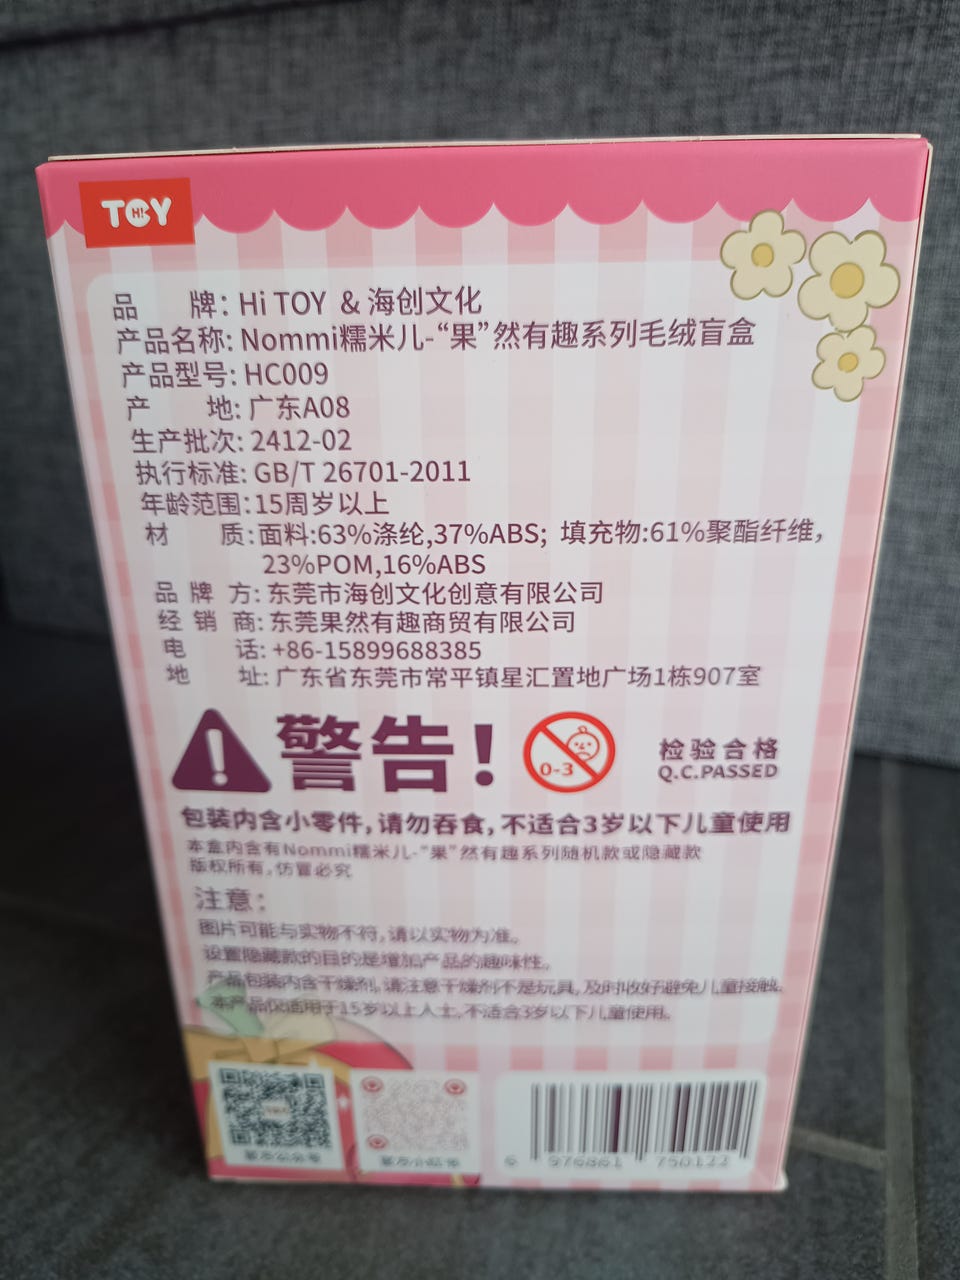 Hi! TOY
品 牌: Hi TOY & 海创文化
产品名称: Nommi糯米儿-“果”然有趣系列毛绒盲盒
产品型号: HC009
产 地: 广东A08
生产批次: 2412-02
执行标准: GB/T 26701-2011
年龄范围: 15周岁以上
材 质: 面料:63%涤纶,37%ABS; 填充物:61%聚酯纤维,
23%POM,16%ABS
品 牌 方: 东莞市海创文化创意有限公司
经 销 商: 东莞果然有趣商贸有限公司
电 话: +86-15899688385
地 址: 广东省东莞市常平镇星汇置地广场1栋907室
警告!
0-3
检验合格
Q.C.PASSED
包装内含小零件,请勿吞食,不适合3岁以下儿童使用
本盒内含有Nommi糯米儿-“果”然有趣系列随机款或隐藏款
版权所有,仿冒必究
注意:
图片可能与实物不符,请以实物为准。
设置隐藏款的目的是增加产品的趣味性。
产品包装内含干燥剂,请注意干燥剂不是玩具,及时收好避免儿童接触。
本产品仅适用于15岁以上人士,不适合3岁以下儿童使用。
6 976861 750122